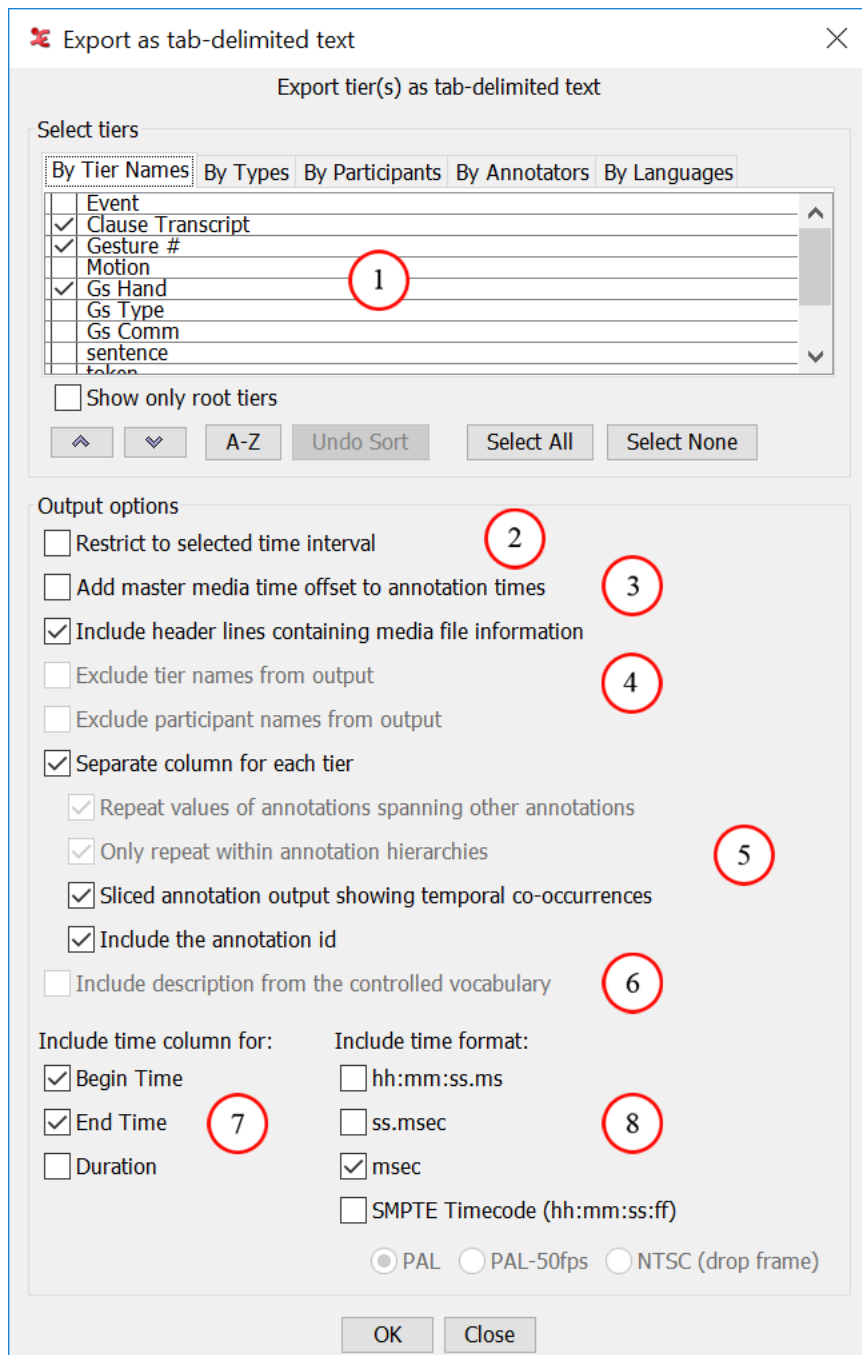 Export as tab-delimited text
Export tier(s) as tab-delimited text
Select tiers
By Tier Names By Types By Participants By Annotators By Languages
Event
Clause Transcript
Gesture #
Motion
Gs Hand
1
Gs Type
Gs Comm
sentence
token
Show only root tiers
A-Z Undo Sort Select All Select None
Output options
Restrict to selected time interval 2
Add master media time offset to annotation times 3
Include header lines containing media file information
Exclude tier names from output 4
Exclude participant names from output
Separate column for each tier
Repeat values of annotations spanning other annotations
Only repeat within annotation hierarchies 5
Sliced annotation output showing temporal co-occurrences
Include the annotation id
Include description from the controlled vocabulary 6
Include time column for: Include time format:
Begin Time hh:mm:ss.ms
End Time 7 ss.msec 8
Duration msec
SMPTE Timecode (hh:mm:ss:ff)
PAL PAL-50fps NTSC (drop frame)
OK Close